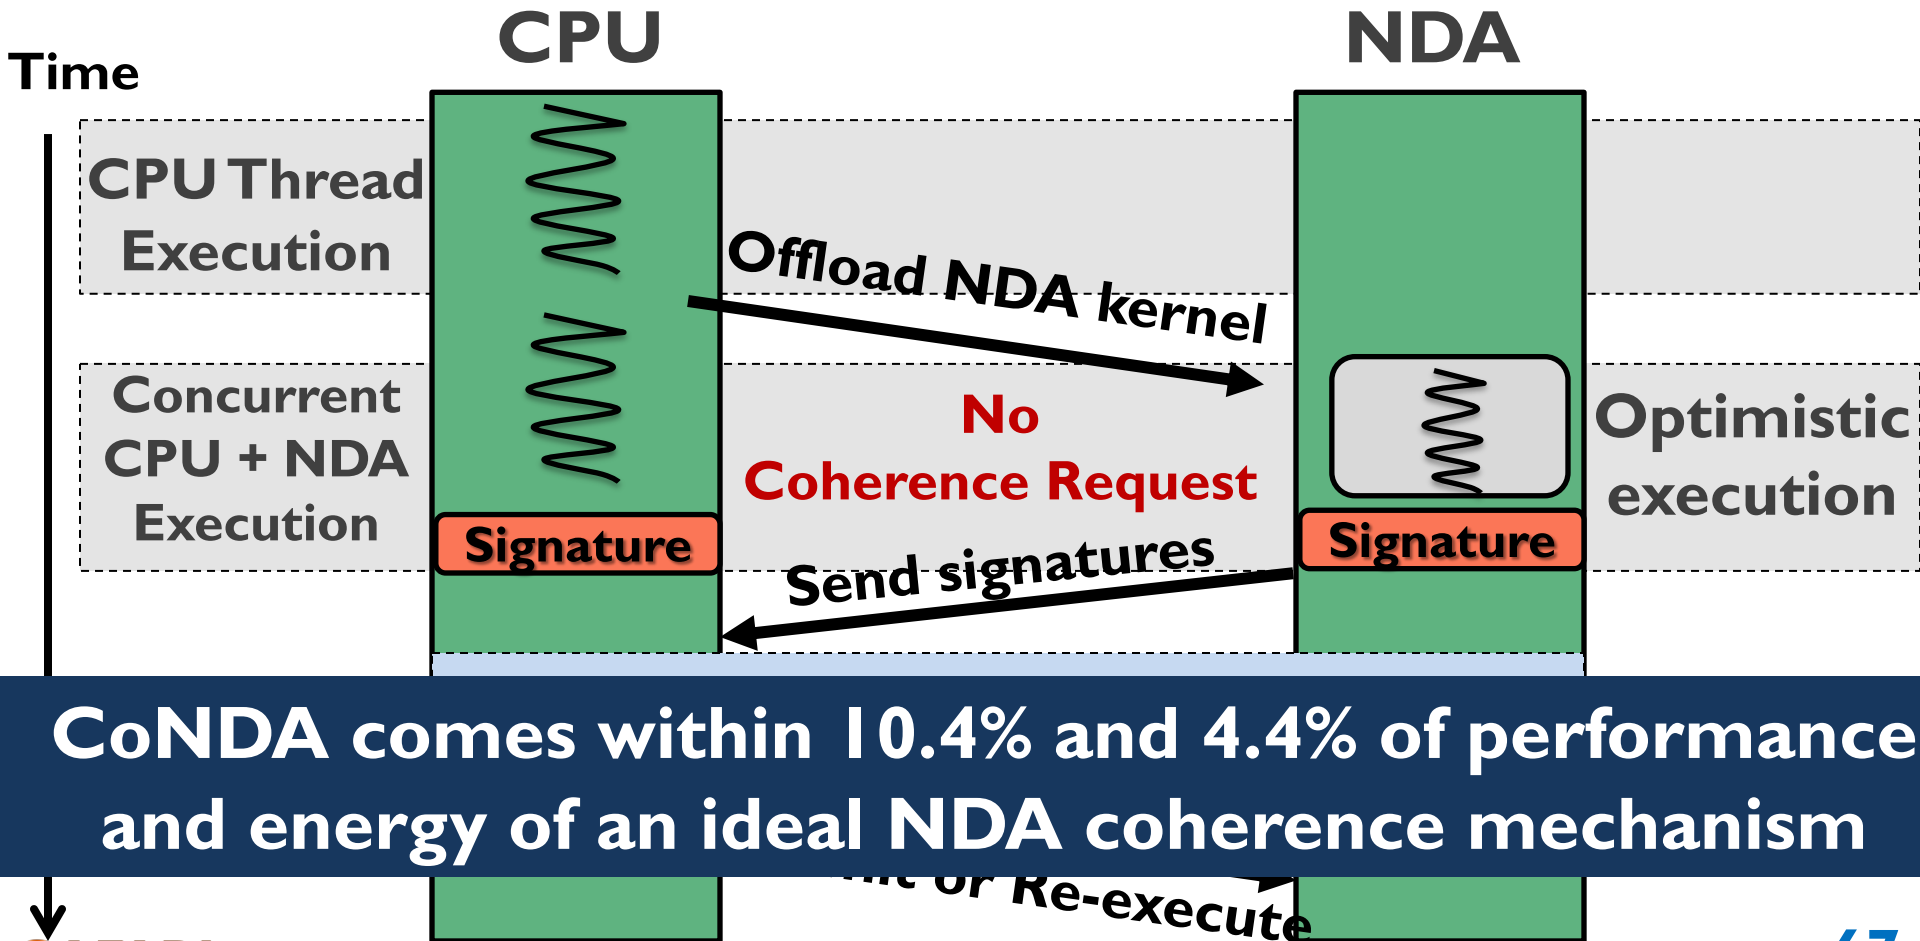 CPU
NDA
Time
CPU Thread
Execution
Offload NDA kernel
Concurrent
CPU + NDA
Execution
No
Coherence Request
Optimistic
execution
Signature
Signature
Send signatures
CoNDA comes within 10.4% and 4.4% of performance
and energy of an ideal NDA coherence mechanism
or Re-execute